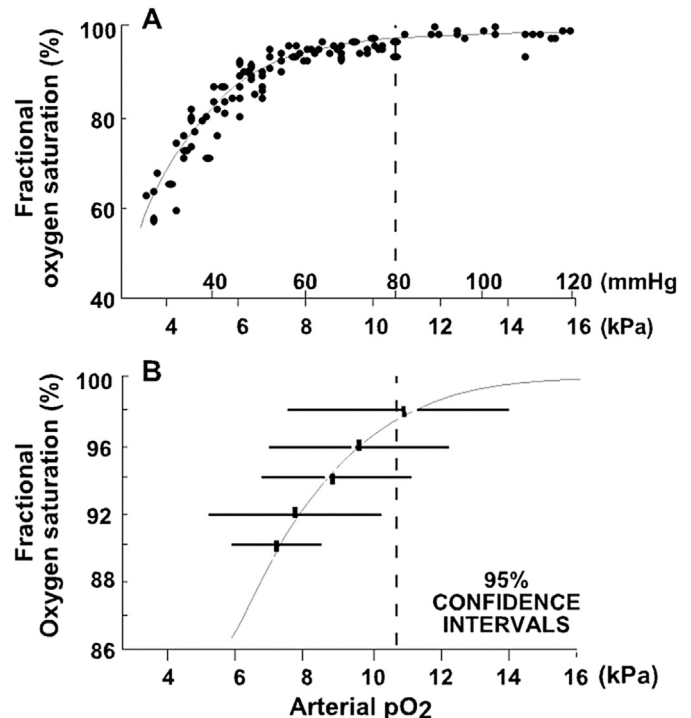 A
Fractional
oxygen saturation (%)
100
80
60
40
40 60 80 100 120 (mmHg
4 6 8 10 12 14 16 (kPa)
B
Fractional
Oxygen saturation (%)
100
96
92
88
86
95%
CONFIDENCE
INTERVALS
4 6 8 10 12 14 16 (kPa)
Arterial pO2